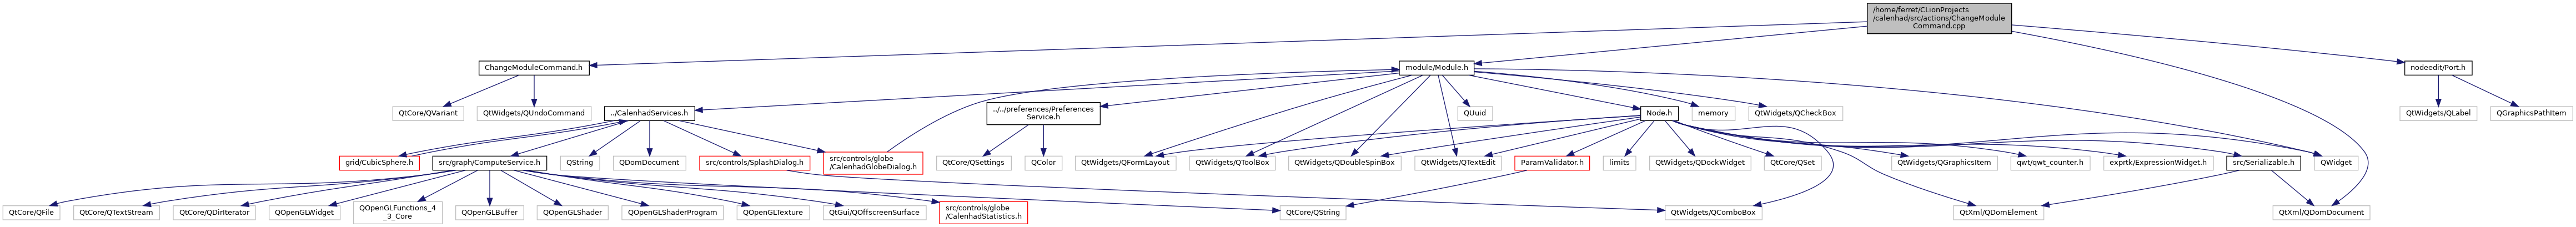 /home/ferret/CLionProjects
/calenhad/src/actions/ChangeModule
Command.cpp
ChangeModuleCommand.h
module/Module.h
nodeedit/Port.h
QtCore/QVariant
QtWidgets/QUndoCommand
../CalenhadServices.h
../../preferences/Preferences
Service.h
QUuid
Node.h
memory
QtWidgets/QCheckBox
QtWidgets/QLabel
QGraphicsPathItem
grid/CubicSphere.h
src/graph/ComputeService.h
QString
QDomDocument
src/controls/SplashDialog.h
src/controls/globe
/CalenhadGlobeDialog.h
QtCore/QSettings
QColor
QtWidgets/QFormLayout
QtWidgets/QToolBox
QtWidgets/QDoubleSpinBox
QtWidgets/QTextEdit
ParamValidator.h
limits
QtWidgets/QDockWidget
QtCore/QSet
QtWidgets/QGraphicsItem
qwt/qwt_counter.h
exprtk/ExpressionWidget.h
src/Serializable.h
QWidget
QtCore/QFile
QtCore/QTextStream
QtCore/QDirIterator
QOpenGLWidget
QOpenGLFunctions_4
_3_Core
QOpenGLBuffer
QOpenGLShader
QOpenGLShaderProgram
QOpenGLTexture
QtGui/QOffscreenSurface
src/controls/globe
/CalenhadStatistics.h
QtCore/QString
QtWidgets/QComboBox
QtXml/QDomElement
QtXml/QDomDocument